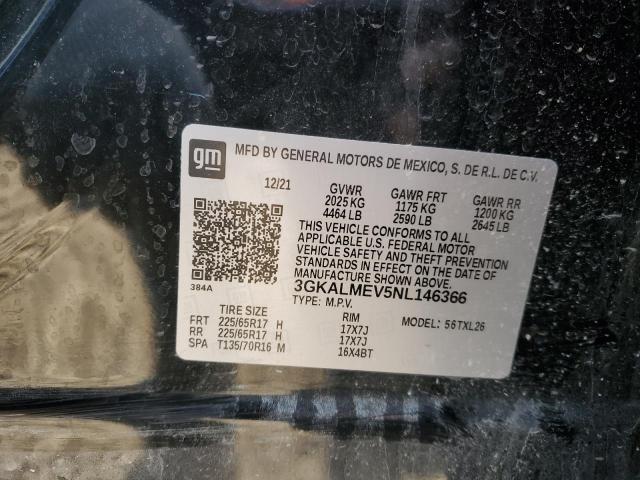 gm MFD BY GENERAL MOTORS DE MEXICO, S. DE R.L. DE C.V.
12/21 GVWR GAWR FRT GAWR RR
2025 KG 1175 KG 1200 KG
4464 LB 2590 LB 2645 LB
THIS VEHICLE CONFORMS TO ALL
APPLICABLE U.S. FEDERAL MOTOR
VEHICLE SAFETY AND THEFT PREVENTION
STANDARDS IN EFFECT ON THE DATE OF
MANUFACTURE SHOWN ABOVE.
384A 3GKALMEV5NL146366
TYPE: M.P.V.
TIRE SIZE RIM MODEL: 56TXL26
FRT 225/65R17 H 17X7J
RR 225/65R17 H 17X7J
SPA T135/70R16 M 16X4BT